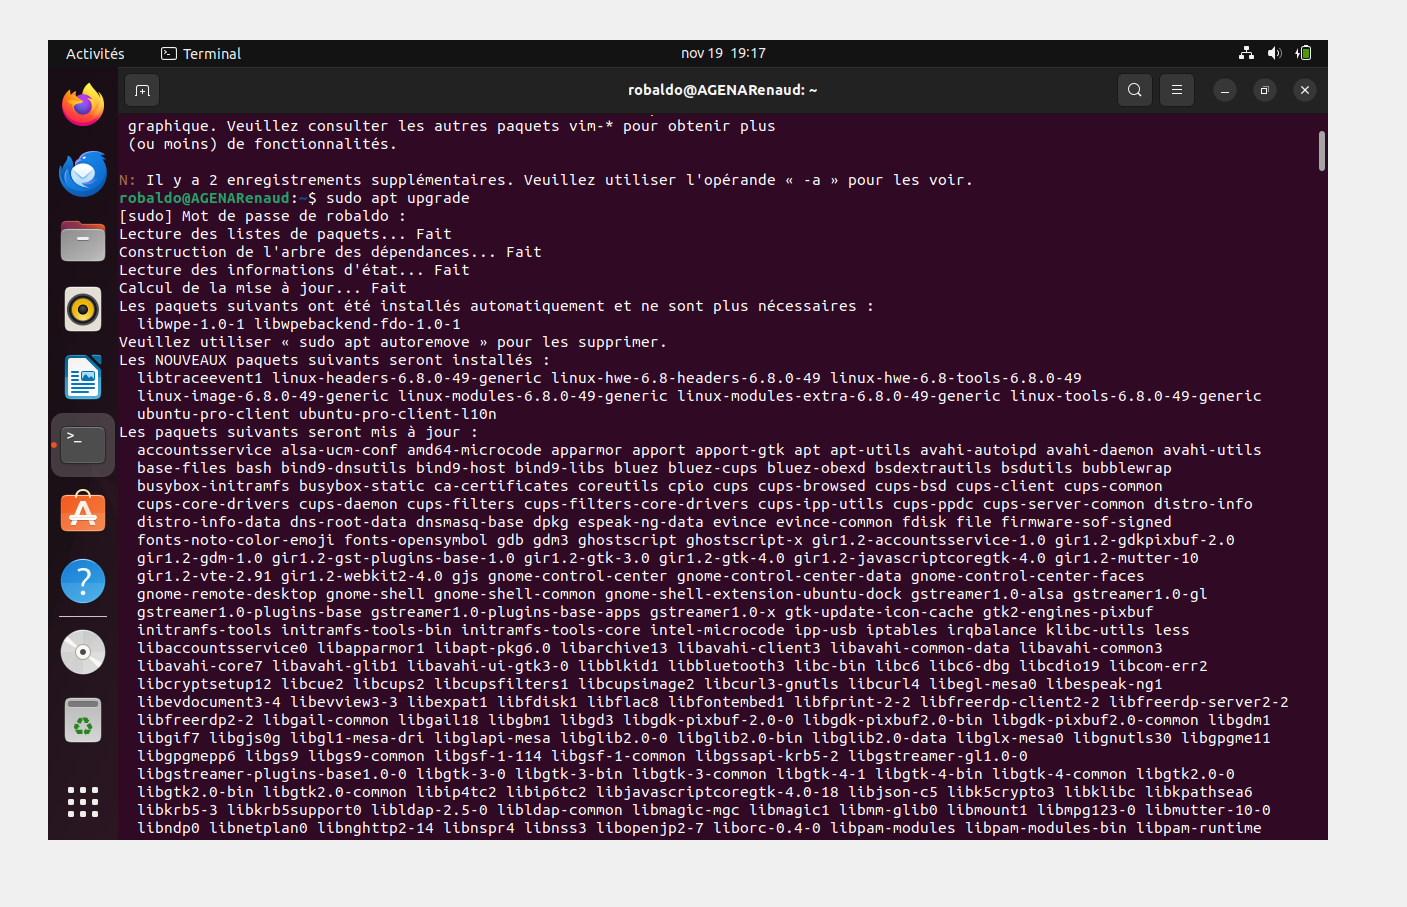 Activités
Terminal
nov 19 19:17
robaldo@AGENARenaud: ~
graphique. Veuillez consulter les autres paquets vim-* pour obtenir plus
(ou moins) de fonctionnalités.
N: Il y a 2 enregistrements supplémentaires. Veuillez utiliser l'opérande « -a » pour les voir.
robaldo@AGENARenaud:~$ sudo apt upgrade
[sudo] Mot de passe de robaldo :
Lecture des listes de paquets... Fait
Construction de l'arbre des dépendances... Fait
Lecture des informations d'état... Fait
Calcul de la mise à jour... Fait
Les paquets suivants ont été installés automatiquement et ne sont plus nécessaires :
libwpe-1.0-1 libwpebackend-fdo-1.0-1
Veuillez utiliser « sudo apt autoremove » pour les supprimer.
Les NOUVEAUX paquets suivants seront installés :
libtraceevent1 linux-headers-6.8.0-49-generic linux-hwe-6.8-headers-6.8.0-49 linux-hwe-6.8-tools-6.8.0-49
linux-image-6.8.0-49-generic linux-modules-6.8.0-49-generic linux-modules-extra-6.8.0-49-generic linux-tools-6.8.0-49-generic
ubuntu-pro-client ubuntu-pro-client-l10n
Les paquets suivants seront mis à jour :
accountsservice alsa-ucm-conf amd64-microcode apparmor apport apport-gtk apt apt-utils avahi-autoipd avahi-daemon avahi-utils
base-files bash bind9-dnsutils bind9-host bind9-libs bluez bluez-cups bluez-obexd bsdextrautils bsdutils bubblewrap
busybox-initramfs busybox-static ca-certificates coreutils cpio cups cups-browsed cups-bsd cups-client cups-common
cups-core-drivers cups-daemon cups-filters cups-filters-core-drivers cups-ipp-utils cups-ppdc cups-server-common distro-info
distro-info-data dns-root-data dnsmasq-base dpkg espeak-ng-data evince evince-common fdisk file firmware-sof-signed
fonts-noto-color-emoji fonts-opensymbol gdb gdm3 ghostscript ghostscript-x gir1.2-accountsservice-1.0 gir1.2-gdkpixbuf-2.0
gir1.2-gdm-1.0 gir1.2-gst-plugins-base-1.0 gir1.2-gtk-3.0 gir1.2-gtk-4.0 gir1.2-javascriptcoregtk-4.0 gir1.2-mutter-10
gir1.2-vte-2.91 gir1.2-webkit2-4.0 gjs gnome-control-center gnome-control-center-data gnome-control-center-faces
gnome-remote-desktop gnome-shell gnome-shell-common gnome-shell-extension-ubuntu-dock gstreamer1.0-alsa gstreamer1.0-gl
gstreamer1.0-plugins-base gstreamer1.0-plugins-base-apps gstreamer1.0-x gtk-update-icon-cache gtk2-engines-pixbuf
initramfs-tools initramfs-tools-bin initramfs-tools-core intel-microcode ipp-usb iptables irqbalance klibc-utils less
libaccountsservice0 libapparmor1 libapt-pkg6.0 libarchive13 libavahi-client3 libavahi-common-data libavahi-common3
libavahi-core7 libavahi-glib1 libavahi-ui-gtk3-0 libblkid1 libbluetooth3 libc-bin libc6 libc6-dbg libcdio19 libcom-err2
libcryptsetup12 libcue2 libcups2 libcupsfilters1 libcupsimage2 libcurl3-gnutls libcurl4 libegl-mesa0 libespeak-ng1
libevdocument3-4 libevview3-3 libexpat1 libfdisk1 libflac8 libfontembed1 libfprint-2-2 libfreerdp-client2-2 libfreerdp-server2-2
libfreerdp2-2 libgail-common libgail18 libgbm1 libgd3 libgdk-pixbuf-2.0-0 libgdk-pixbuf2.0-bin libgdk-pixbuf2.0-common libgdm1
libgif7 libgjs0g libgl1-mesa-dri libglapi-mesa libglib2.0-0 libglib2.0-bin libglib2.0-data libglx-mesa0 libgnutls30 libgpgme11
libgpgmepp6 libgs9 libgs9-common libgsf-1-114 libgsf-1-common libgssapi-krb5-2 libgstreamer-gl1.0-0
libgstreamer-plugins-base1.0-0 libgtk-3-0 libgtk-3-bin libgtk-3-common libgtk-4-1 libgtk-4-bin libgtk-4-common libgtk2.0-0
libgtk2.0-bin libgtk2.0-common libip4tc2 libip6tc2 libjavascriptcoregtk-4.0-18 libjson-c5 libk5crypto3 libklibc libkpathsea6
libkrb5-3 libkrb5support0 libldap-2.5-0 libldap-common libmagic-mgc libmagic1 libmm-glib0 libmount1 libmpg123-0 libmutter-10-0
libndp0 libnetplan0 libnghttp2-14 libnspr4 libnss3 libopenjp2-7 liborc-0.4-0 libpam-modules libpam-modules-bin libpam-runtime